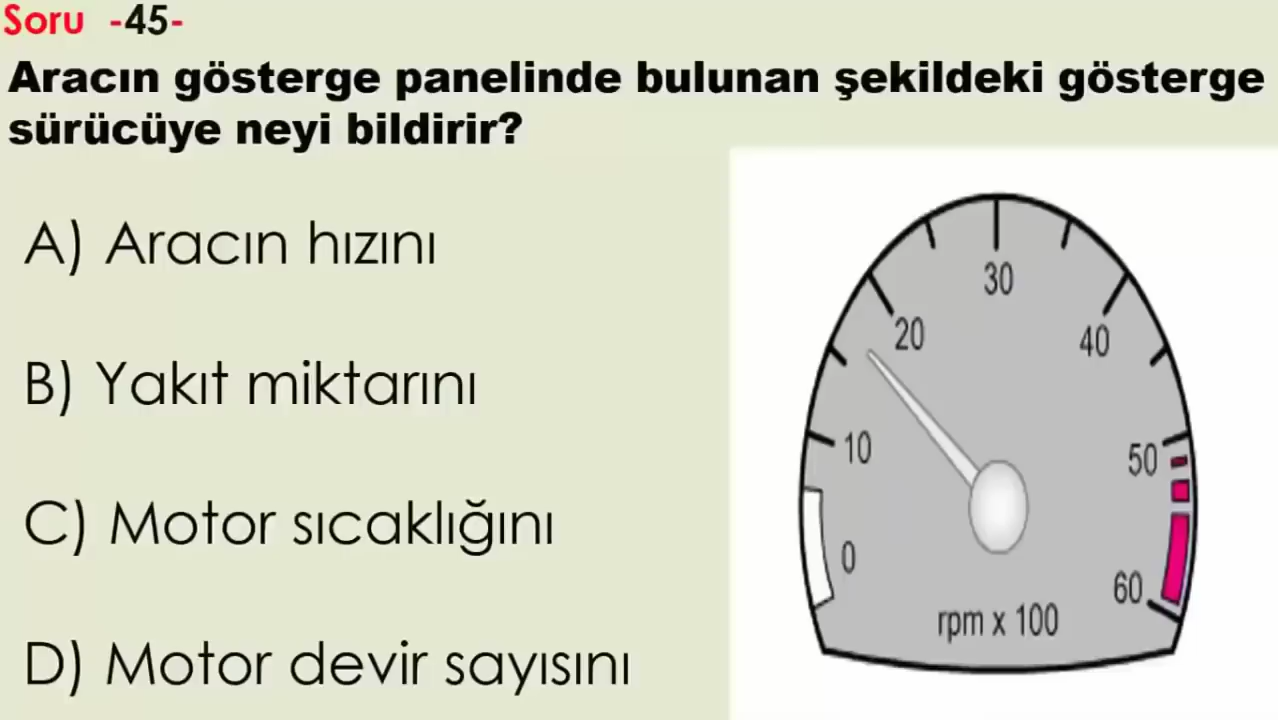 Soru -45-
Aracın gösterge panelinde bulunan şekildeki gösterge
sürücüye neyi bildirir?
A) Aracın hızını
B) Yakıt miktarını
C) Motor sıcaklığını
D) Motor devir sayısını
0
10
20
30
40
50
60
rpm x 100